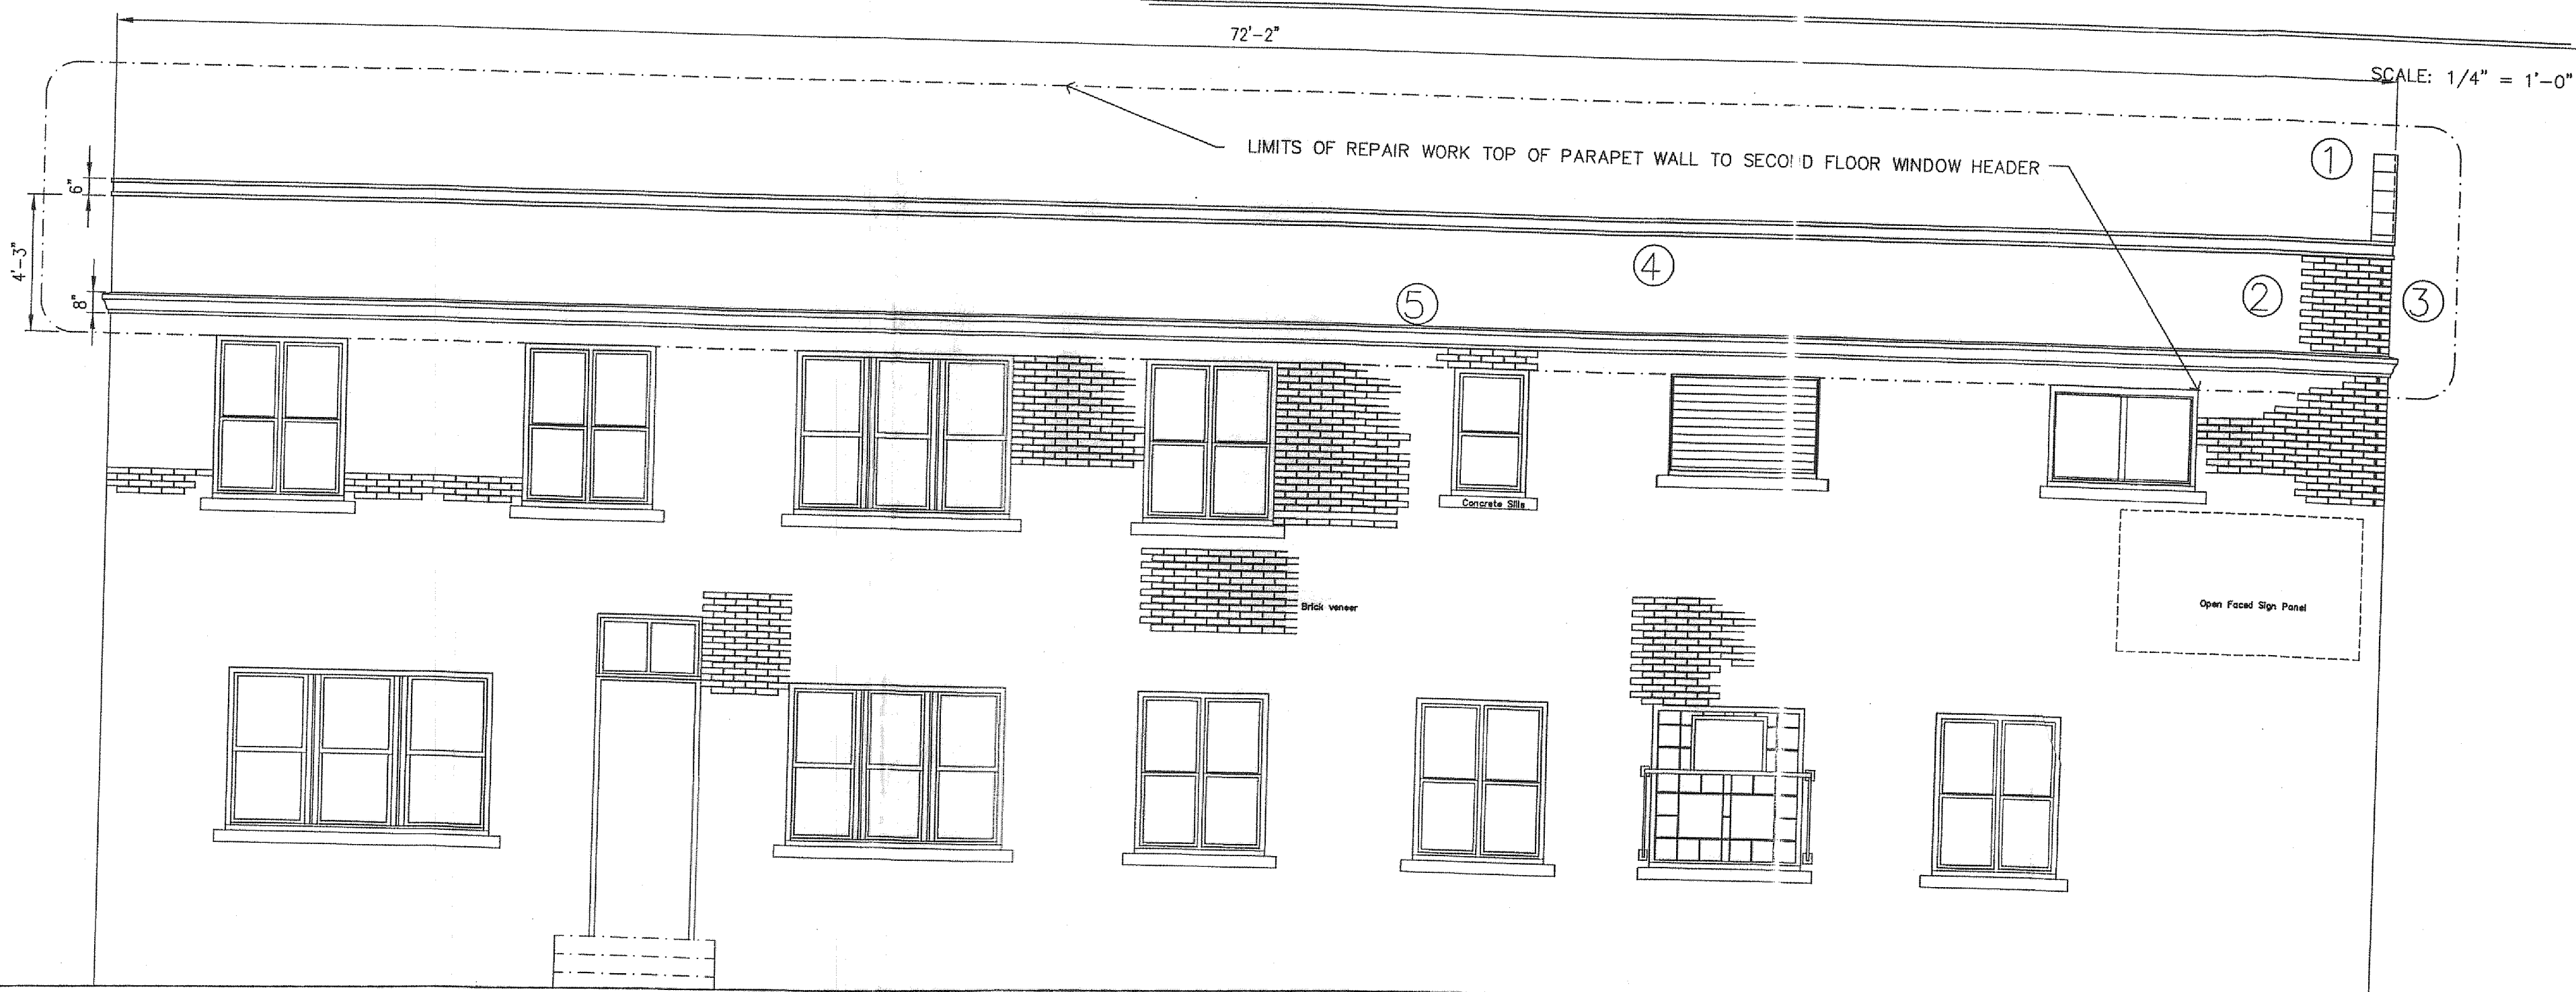 72'-2"
SCALE: 1/4" = 1'-0"
LIMITS OF REPAIR WORK TOP OF PARAPET WALL TO SECOND FLOOR WINDOW HEADER
1
6"
4'-3"
8"
4
2
3
5
Concrete Sills
Brick veneer
Open Faced Sign Panel